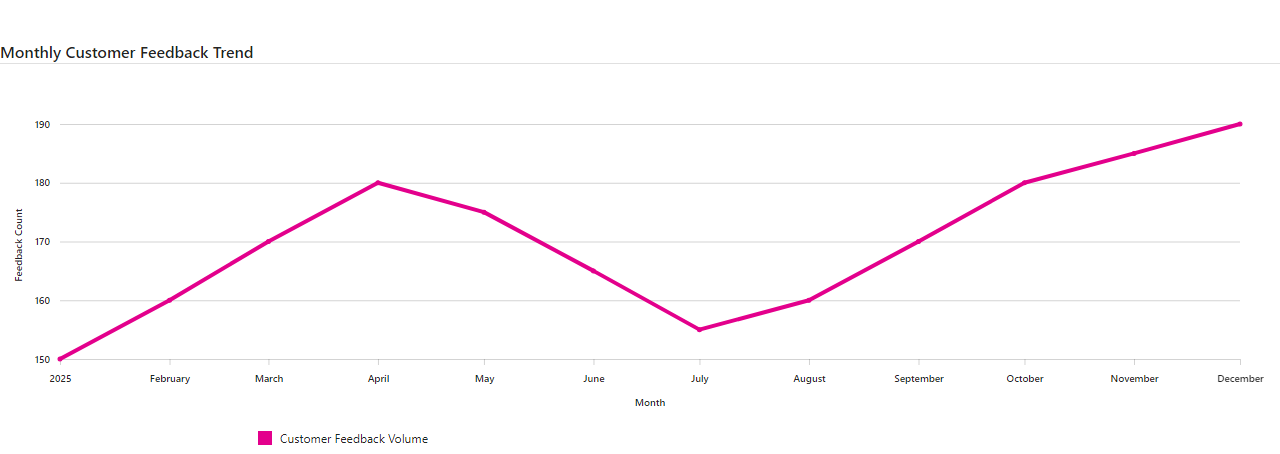 Monthly Customer Feedback Trend
190
180
170
160
150
Feedback Count
2025 February March April May June July August September October November December
Month
Customer Feedback Volume